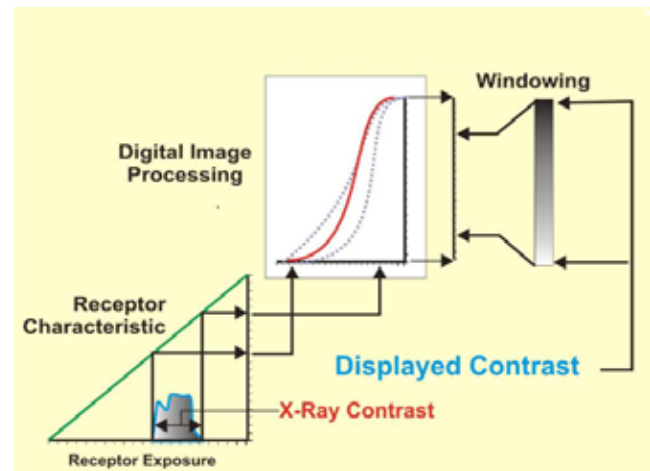 Windowing
Digital Image
Processing
Receptor
Characteristic
Displayed Contrast
X-Ray Contrast
Receptor Exposure